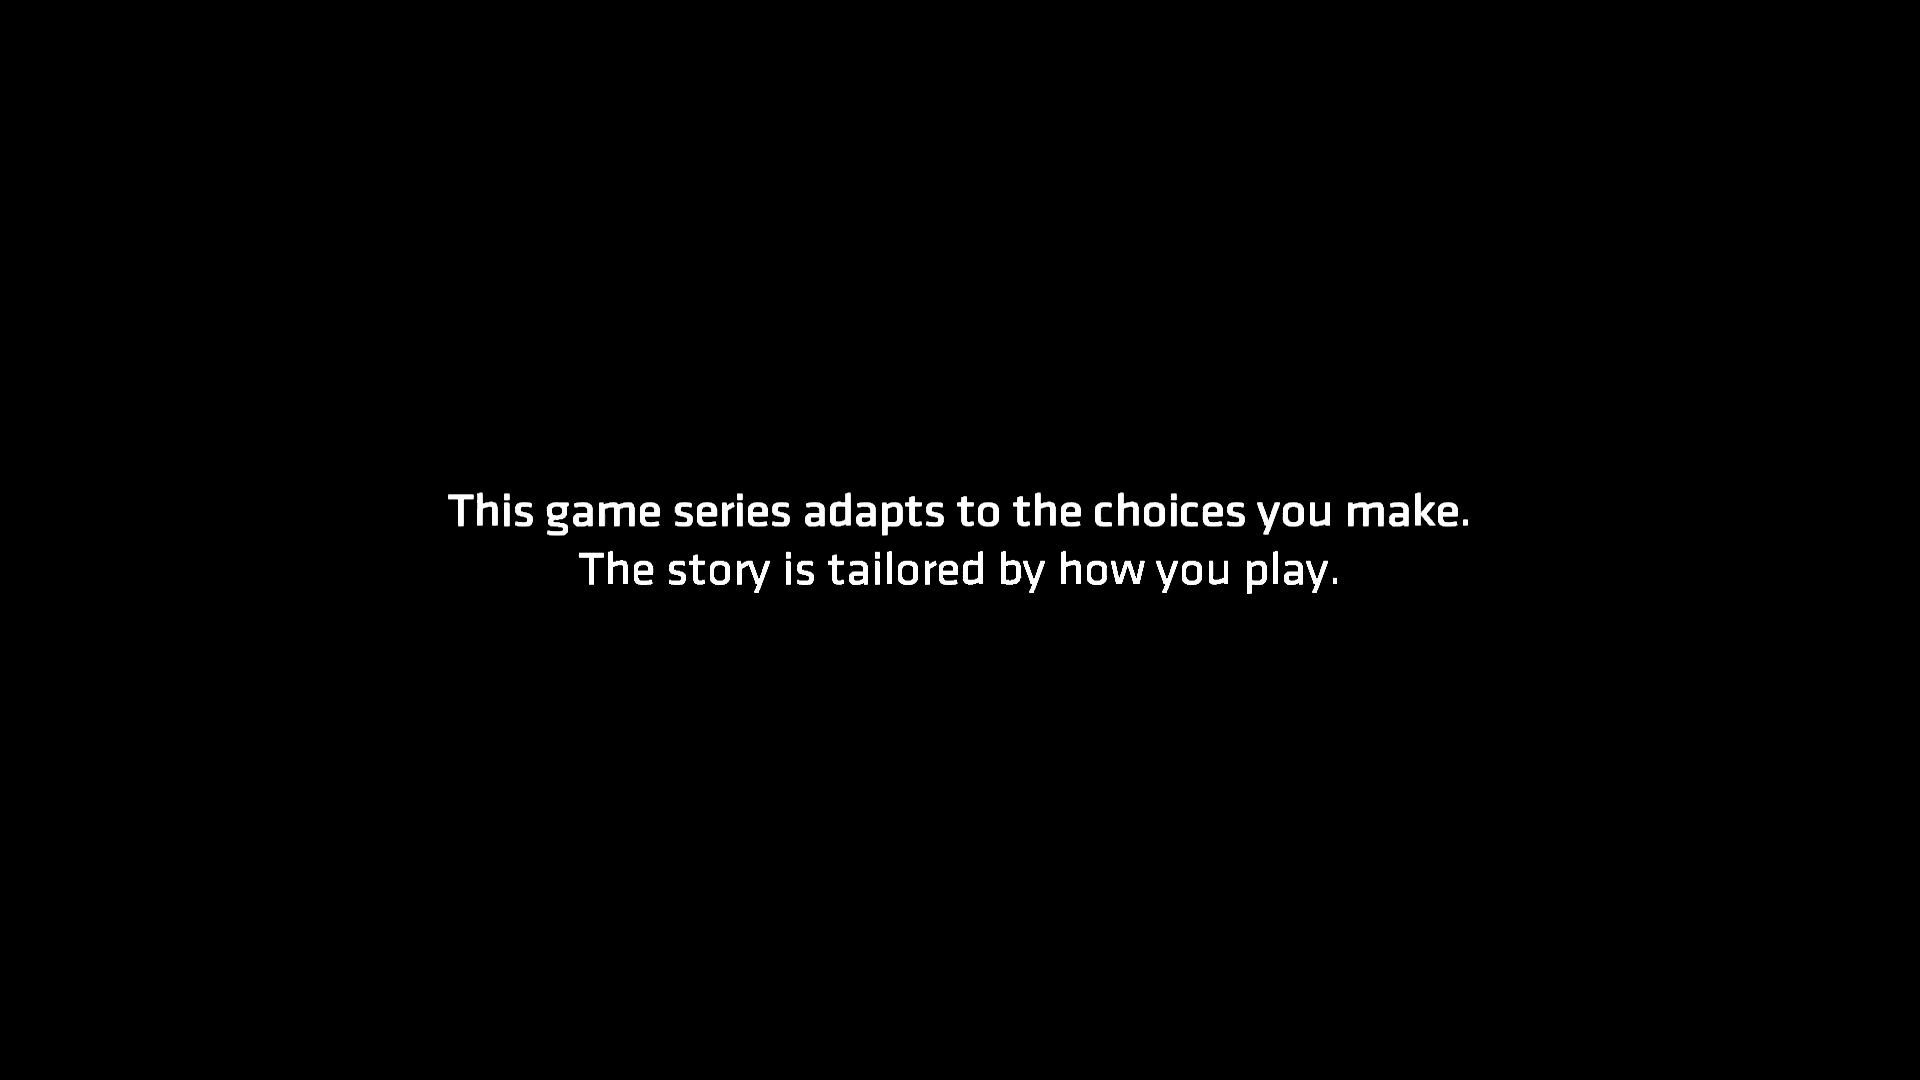 This game series adapts to the choices you make.
The story is tailored by how you play.